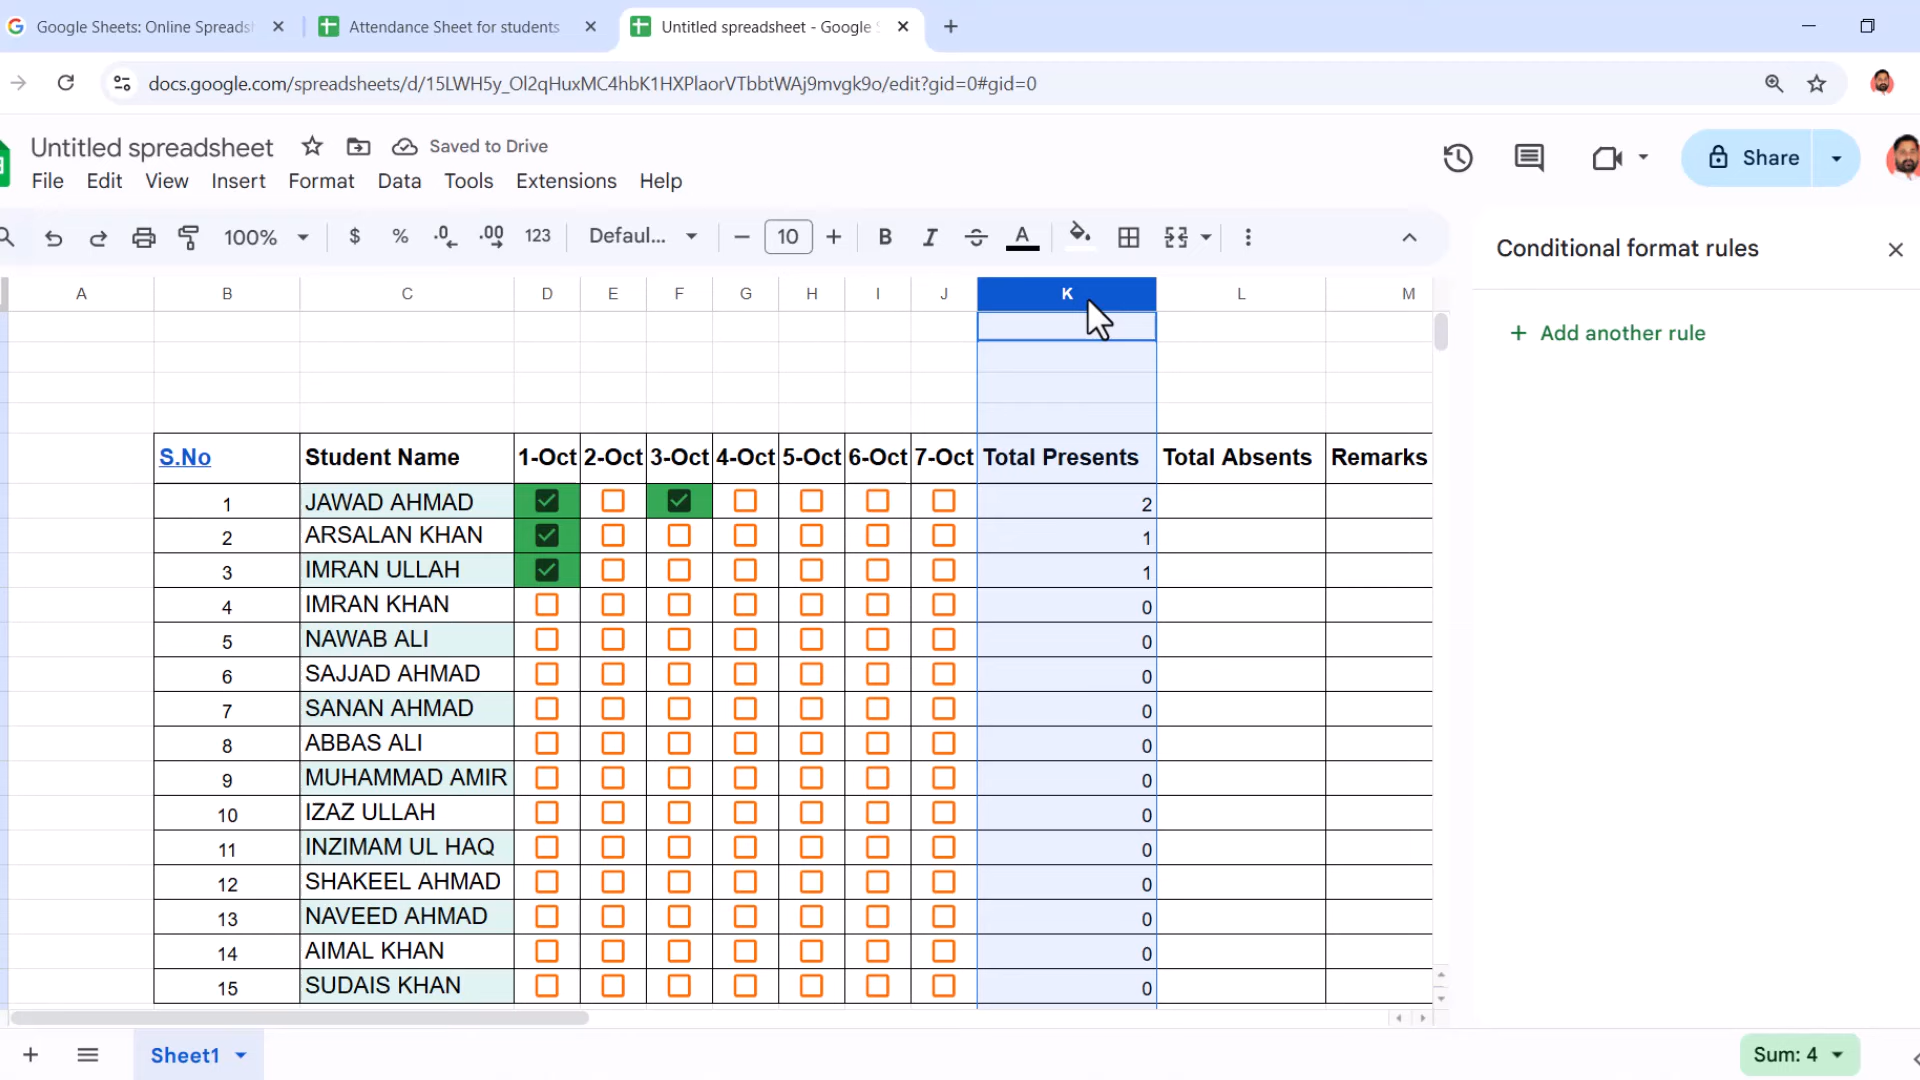 Google Sheets: Online Spreads
Attendance Sheet for students
Untitled spreadsheet - Google S
docs.google.com/spreadsheets/d/15LWH5y_Ol2qHuxMC4hbK1HXPlaorVTbbtWAj9mvgk9o/edit?gid=0#gid=0
Untitled spreadsheet
Saved to Drive
Share
File Edit View Insert Format Data Tools Extensions Help
100% $ % .0 .00 123 Defaul... 10 B I S A
Conditional format rules
Add another rule
A B C D E F G H I J K L M
S.No Student Name 1-Oct 2-Oct 3-Oct 4-Oct 5-Oct 6-Oct 7-Oct Total Presents Total Absents Remarks
1 JAWAD AHMAD 2
2 ARSALAN KHAN 1
3 IMRAN ULLAH 1
4 IMRAN KHAN 0
5 NAWAB ALI 0
6 SAJJAD AHMAD 0
7 SANAN AHMAD 0
8 ABBAS ALI 0
9 MUHAMMAD AMIR 0
10 IZAZ ULLAH 0
11 INZIMAM UL HAQ 0
12 SHAKEEL AHMAD 0
13 NAVEED AHMAD 0
14 AIMAL KHAN 0
15 SUDAIS KHAN 0
Sheet1
Sum: 4